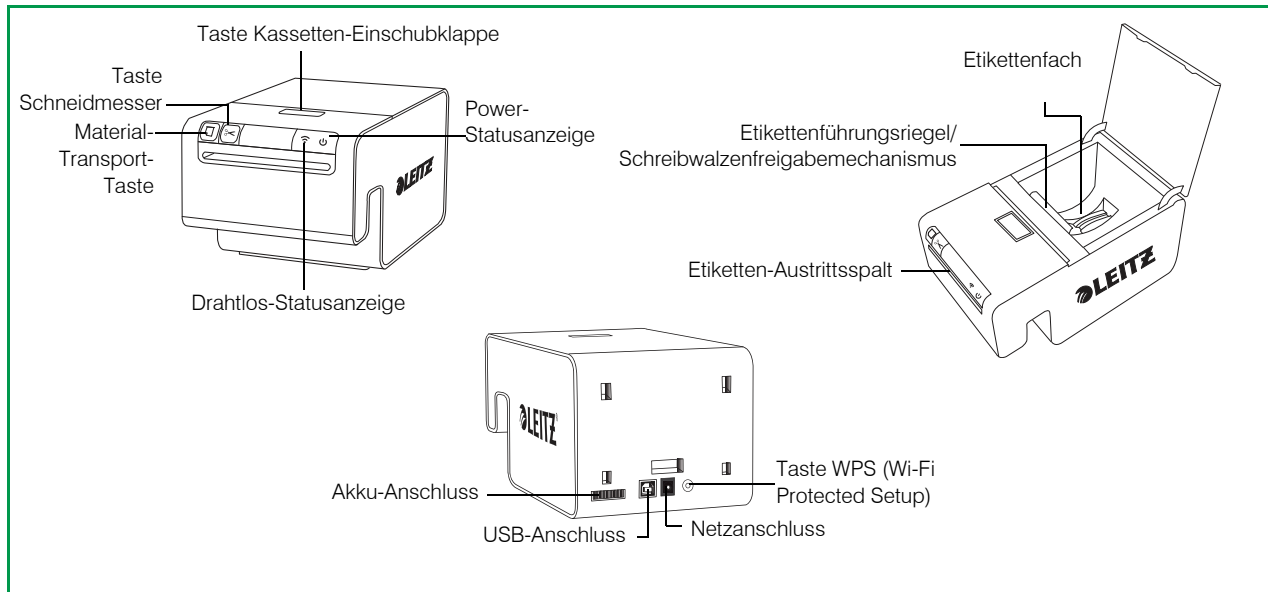 Taste Kassetten-Einschubklappe
Taste
Schneidmesser
Material-
Transport-
Taste
Power-
Statusanzeige
LEITZ
Drahtlos-Statusanzeige
Etikettenfach
Etikettenführungsriegel/
Schreibwalzenfreigabemechanismus
Etiketten-Austrittsspalt
LEITZ
LEITZ
Akku-Anschluss
USB-Anschluss
Netzanschluss
Taste WPS (Wi-Fi
Protected Setup)